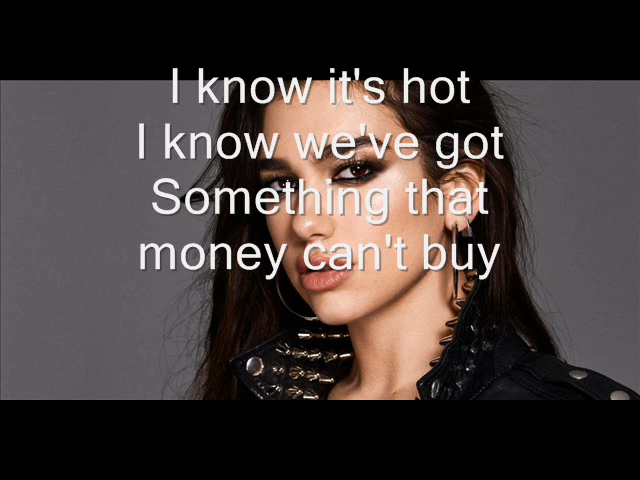 I know it's hot
I know we've got
Something that
money can't buy